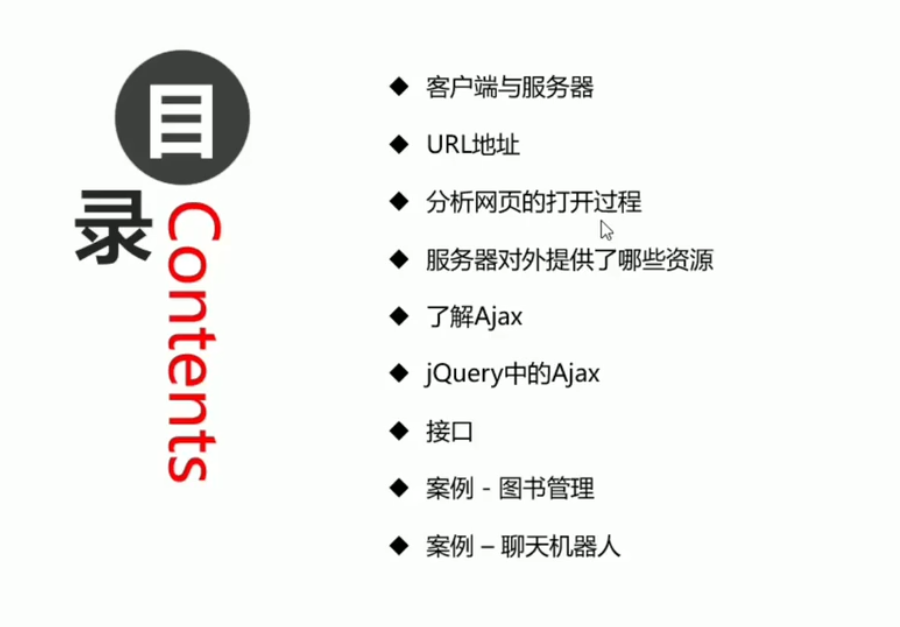 目录
Contents
客户端与服务器
URL地址
分析网页的打开过程
服务器对外提供了哪些资源
了解Ajax
jQuery中的Ajax
接口
案例 - 图书管理
案例 – 聊天机器人